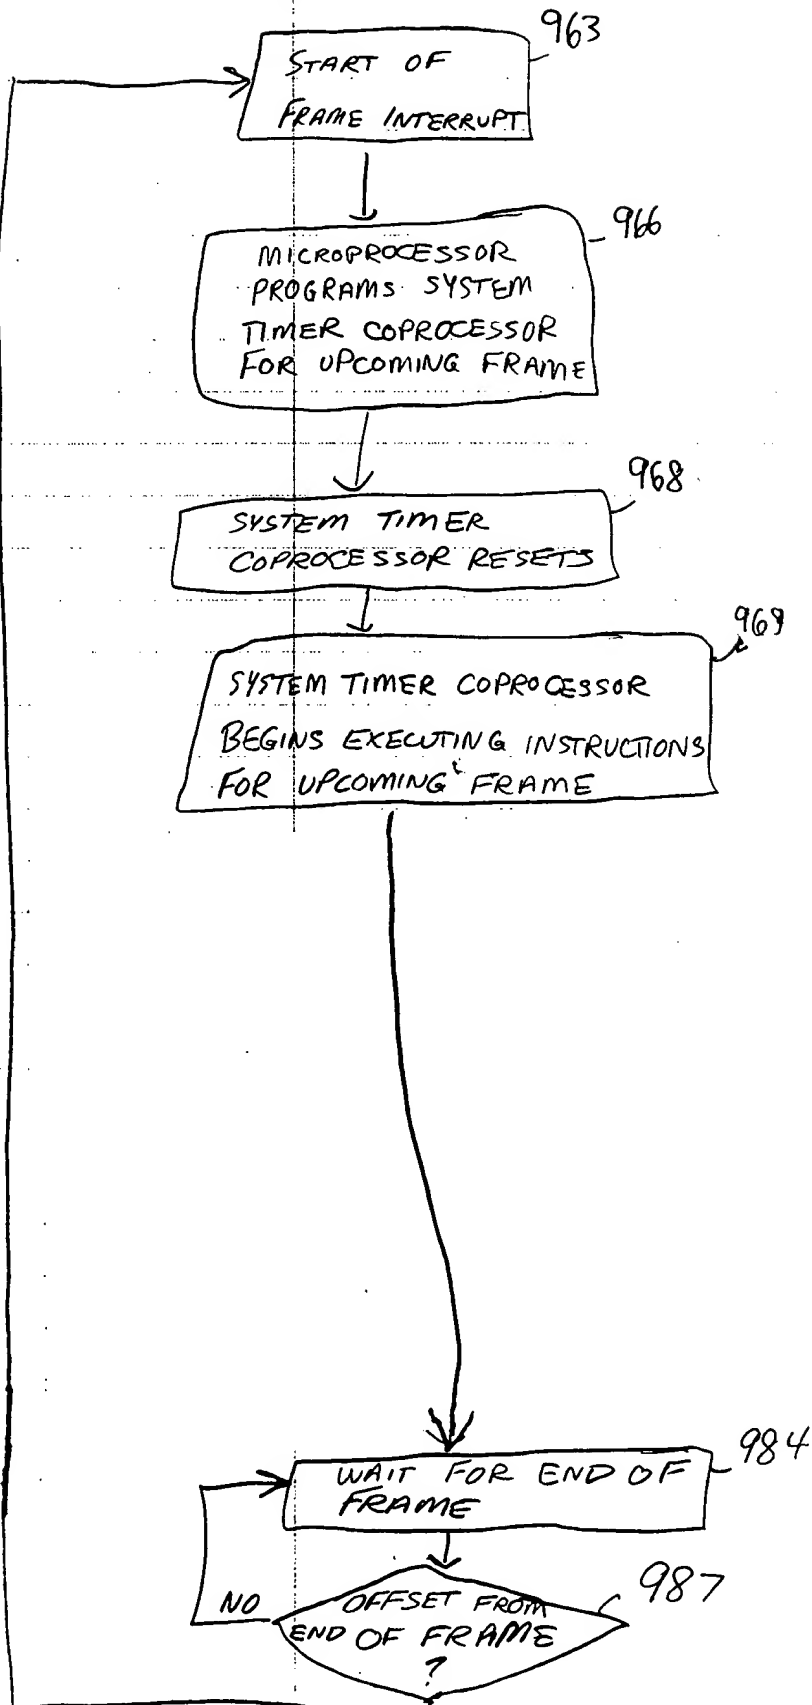 963
START OF
FRAME INTERRUPT
966
MICROPROCESSOR
PROGRAMS SYSTEM
TIMER COPROCESSOR
FOR UPCOMING FRAME
968
SYSTEM TIMER
COPROCESSOR RESETS
969
SYSTEM TIMER COPROCESSOR
BEGINS EXECUTING INSTRUCTIONS
FOR UPCOMING FRAME
984
WAIT FOR END OF
FRAME
987
NO
OFFSET FROM
END OF FRAME
?